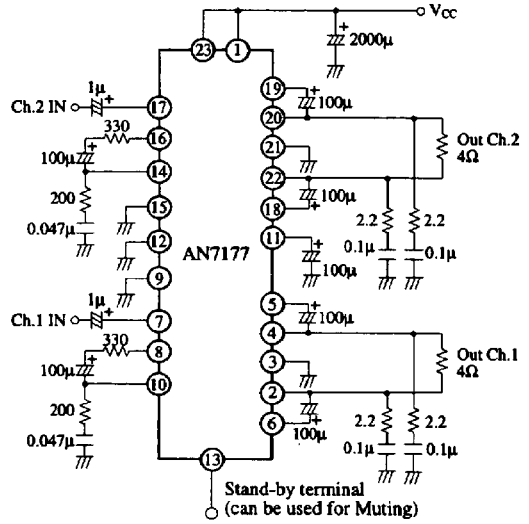 VCC
23
1
2000μ
1μ
Ch.2 IN
17
330
16
100μ
14
200
0.047μ
15
12
9
1μ
Ch.1 IN
7
330
8
100μ
10
200
0.047μ
AN7177
19
100μ
20
21
22
100μ
18
11
100μ
Out Ch.2
4Ω
2.2
2.2
0.1μ
0.1μ
5
100μ
4
3
2
100μ
6
Out Ch.1
4Ω
2.2
2.2
0.1μ
0.1μ
13
Stand-by terminal
(can be used for Muting)